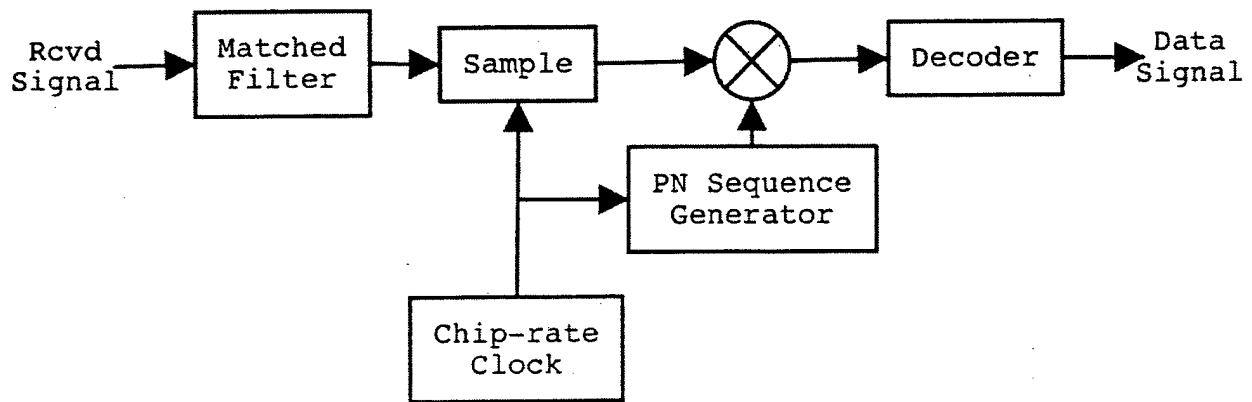 Rcvd
Signal
Matched
Filter
Sample
Decoder
Data
Signal
PN Sequence
Generator
Chip-rate
Clock